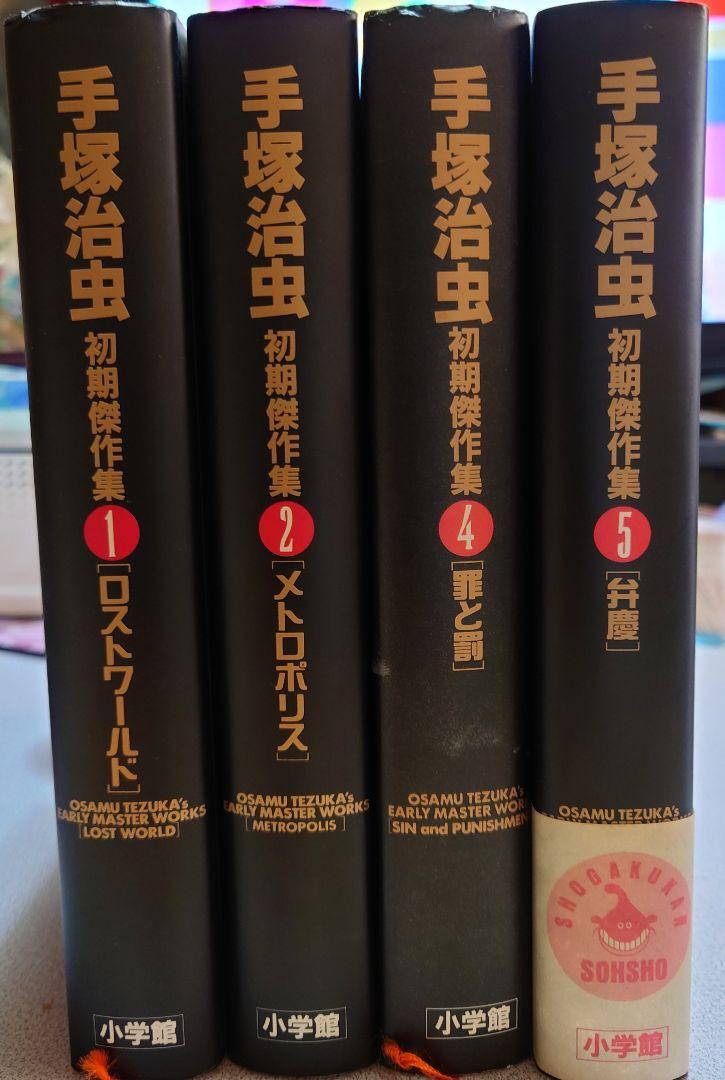 手塚治虫
初期傑作集
1
[ロストワールド]
OSAMU TEZUKA's
EARLY MASTER WORKS
[LOST WORLD]
小学館
手塚治虫
初期傑作集
2
[メトロポリス]
OSAMU TEZUKA's
EARLY MASTER WORKS
[METROPOLIS]
小学館
手塚治虫
初期傑作集
4
[罪と罰]
OSAMU TEZUKA's
EARLY MASTER WOR
[SIN and PUNISHMEN
小学館
手塚治虫
初期傑作集
5
[弁慶]
OSAMU TEZUKA's
SHOGAKUKAN
SOHSHO
小学館